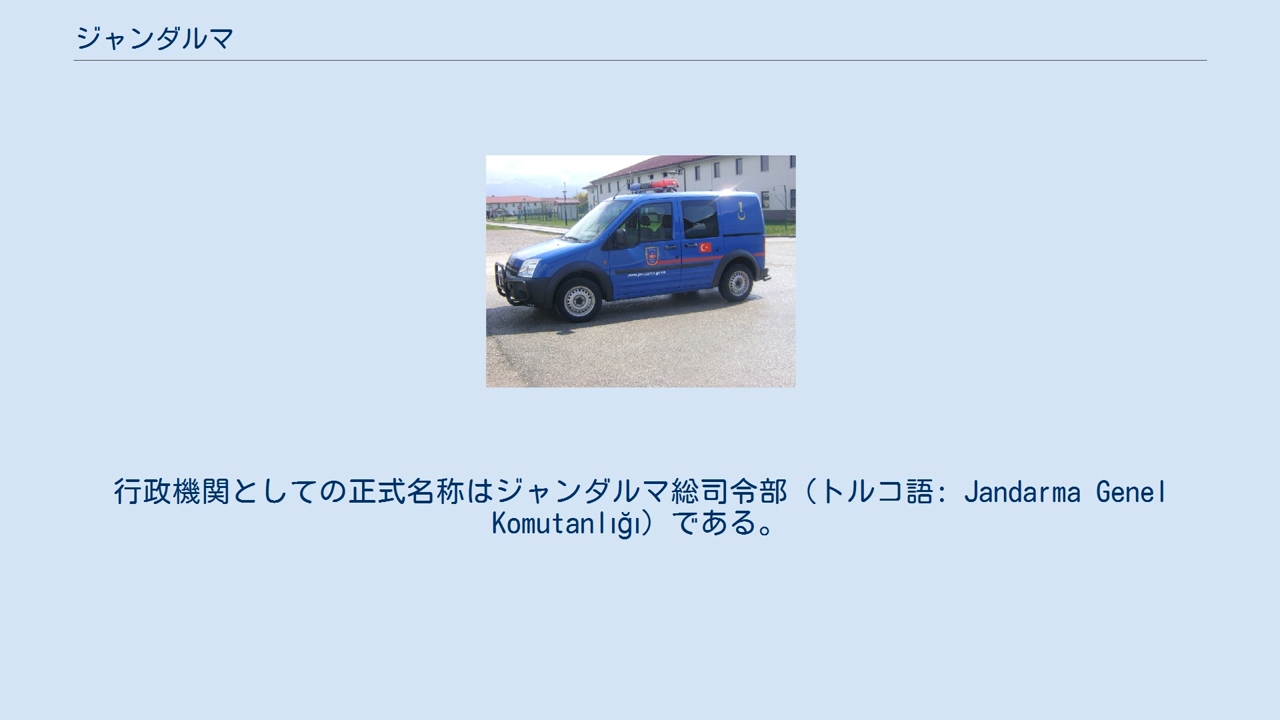 ジャンダルマ
行政機関としての正式名称はジャンダルマ総司令部（トルコ語: Jandarma Genel
Komutanlığı）である。